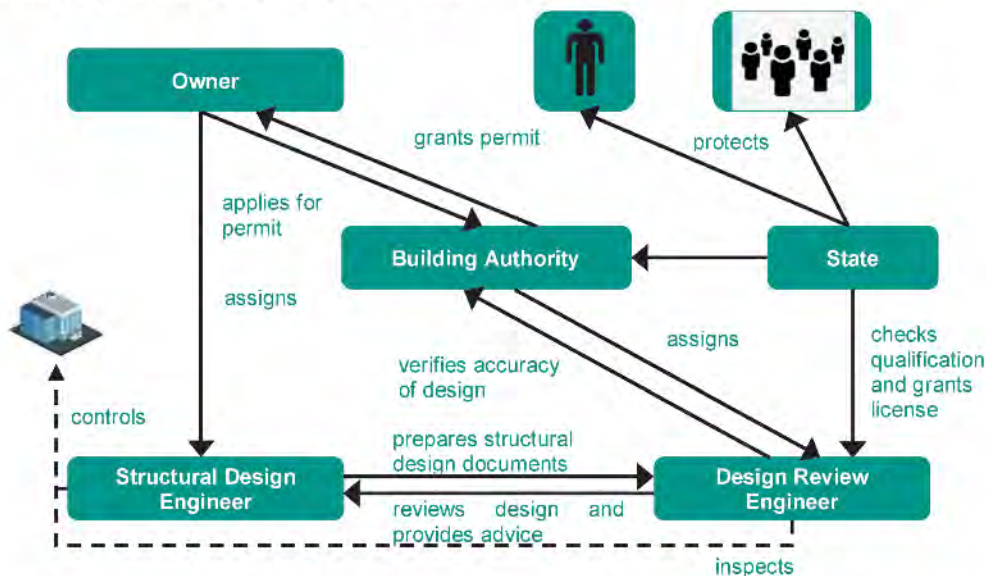 Owner
grants permit
protects
applies for
permit
Building Authority
State
assigns
verifies accuracy
of design
assigns
checks
qualification
and grants
license
controls
prepares structural
design documents
Structural Design
Engineer
Design Review
Engineer
reviews design and
provides advice
inspects